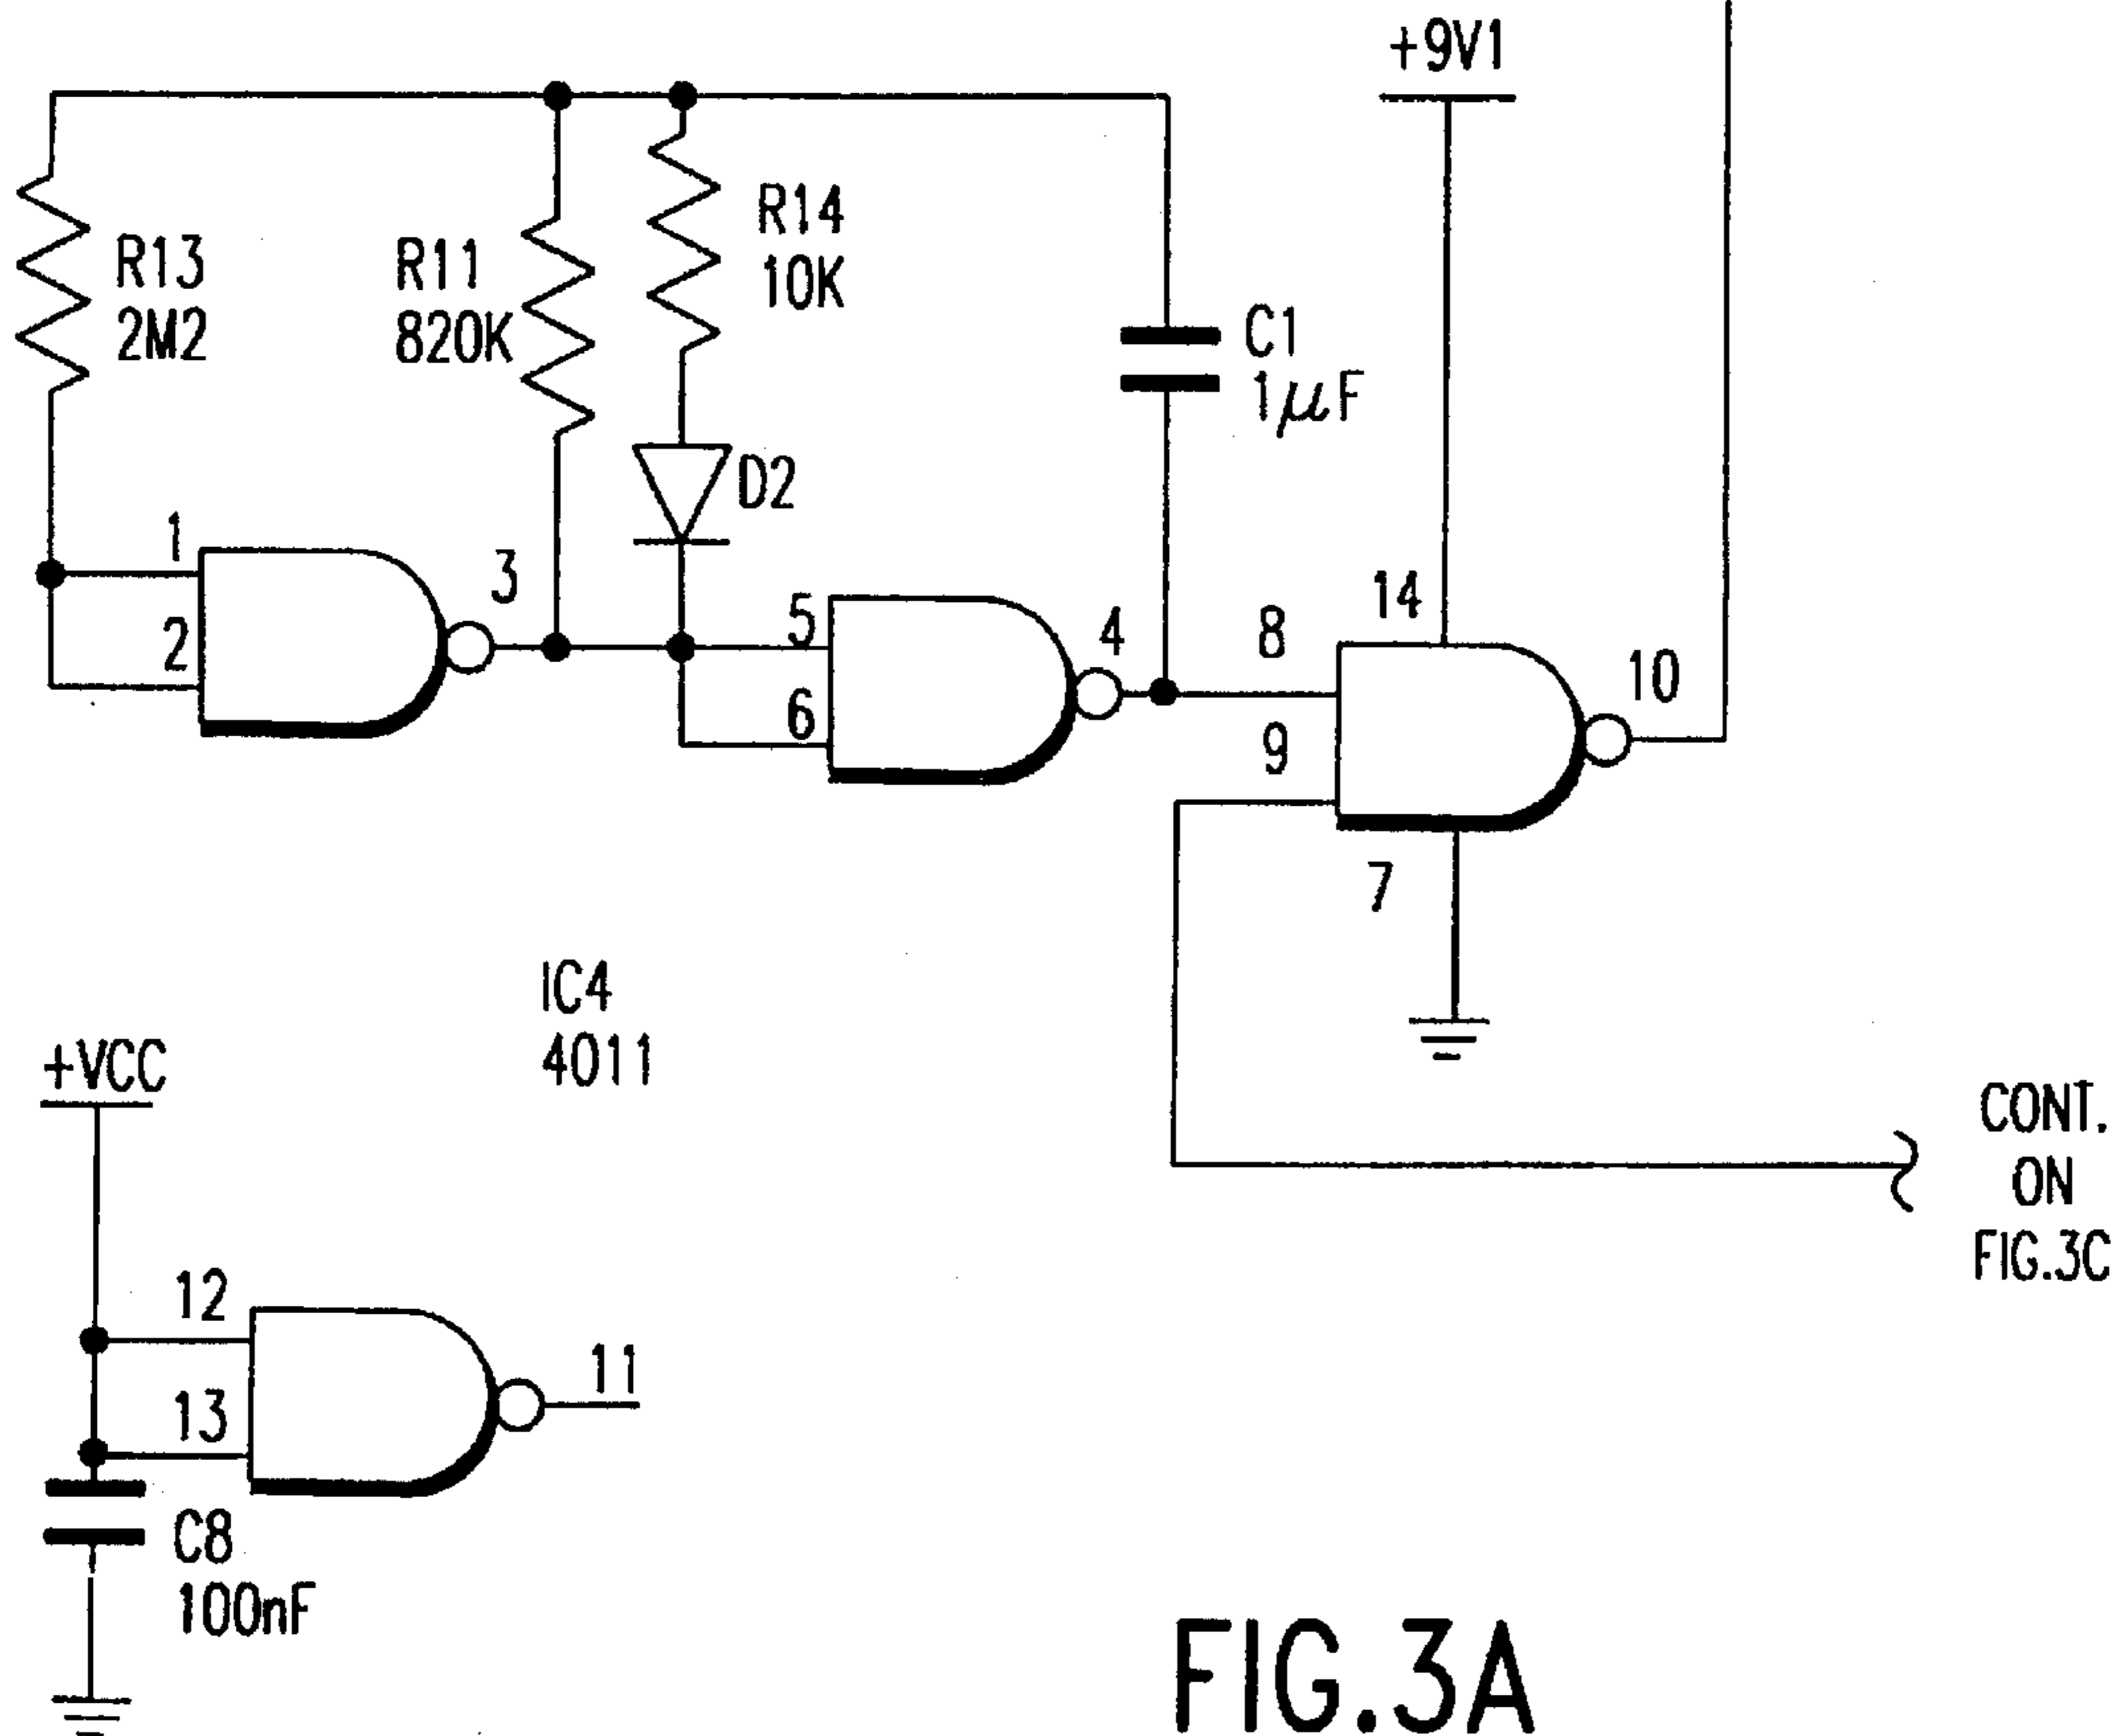 +9V1
R13
2M2
R11
820K
R14
10K
C1
1µF
D2
1
2
3
5
6
4
8
9
14
10
7
IC4
4011
+VCC
CONT.
ON
FIG.3C
12
13
11
C8
100nF
FIG.3A